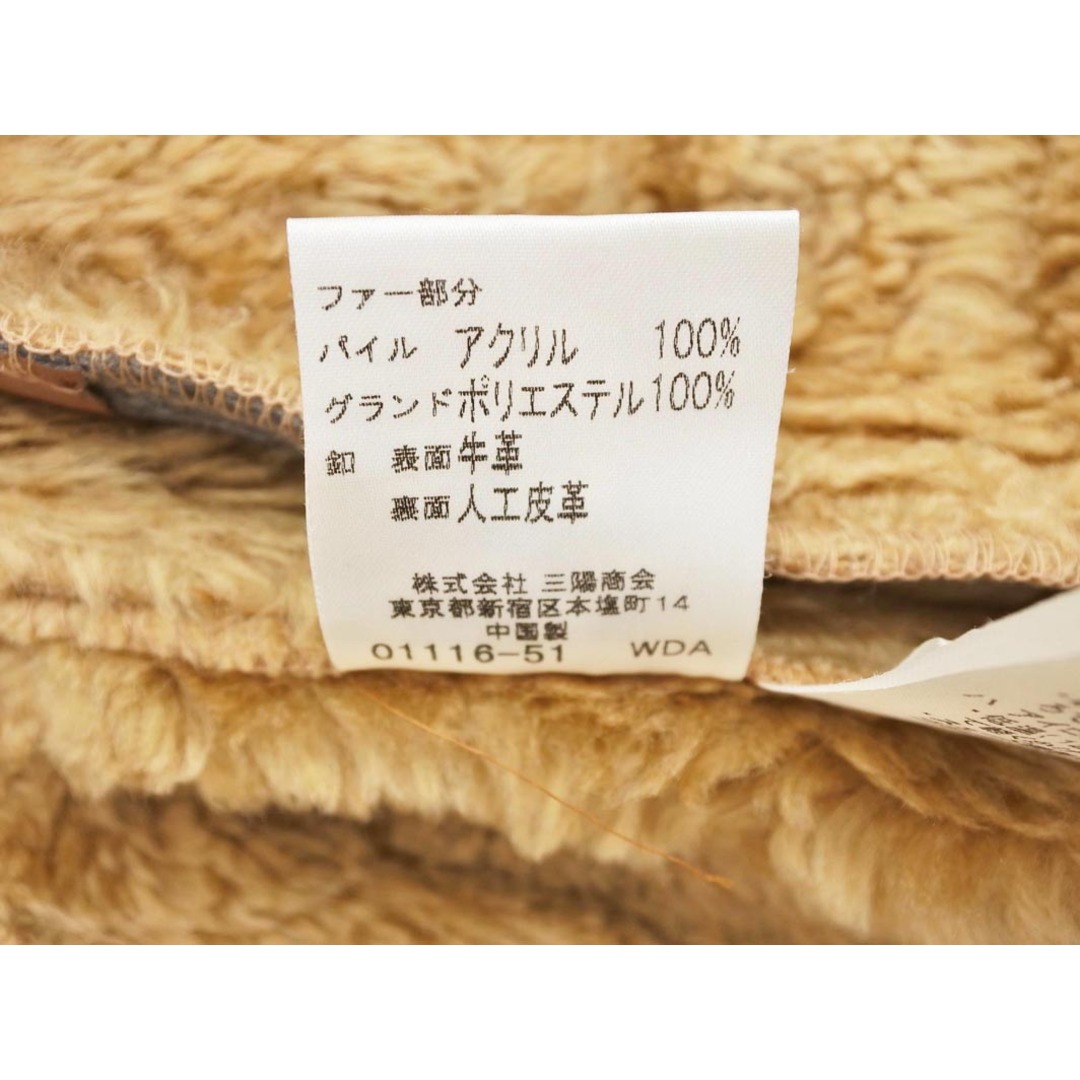 ファー部分
パイル アクリル 100%
グランドポリエステル100%
釦 表面牛革
裏面人工皮革
株式会社 三陽商会
東京都新宿区本塩町14
中国製
01116-51 WDA